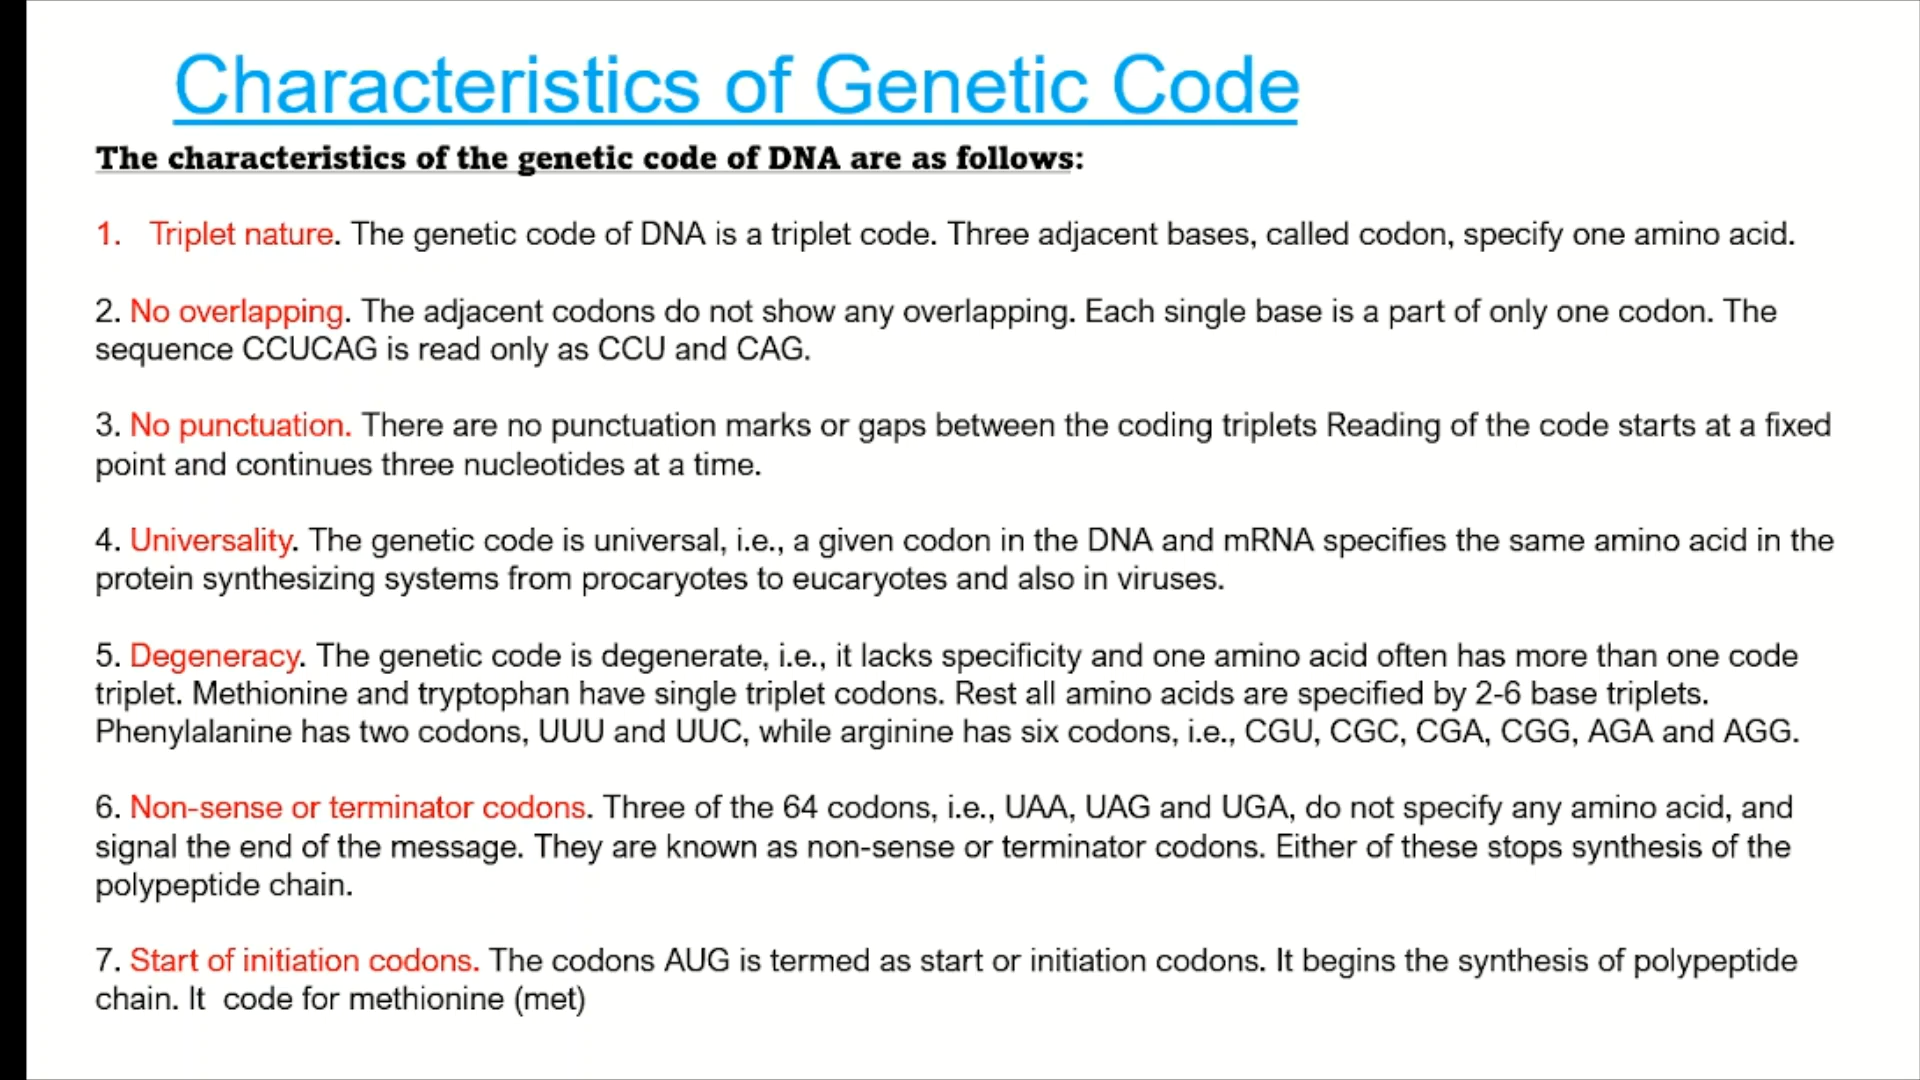 Characteristics of Genetic Code
The characteristics of the genetic code of DNA are as follows:
1. Triplet nature. The genetic code of DNA is a triplet code. Three adjacent bases, called codon, specify one amino acid.
2. No overlapping. The adjacent codons do not show any overlapping. Each single base is a part of only one codon. The
sequence CCUCAG is read only as CCU and CAG.
3. No punctuation. There are no punctuation marks or gaps between the coding triplets Reading of the code starts at a fixed
point and continues three nucleotides at a time.
4. Universality. The genetic code is universal, i.e., a given codon in the DNA and mRNA specifies the same amino acid in the
protein synthesizing systems from procaryotes to eucaryotes and also in viruses.
5. Degeneracy. The genetic code is degenerate, i.e., it lacks specificity and one amino acid often has more than one code
triplet. Methionine and tryptophan have single triplet codons. Rest all amino acids are specified by 2-6 base triplets.
Phenylalanine has two codons, UUU and UUC, while arginine has six codons, i.e., CGU, CGC, CGA, CGG, AGA and AGG.
6. Non-sense or terminator codons. Three of the 64 codons, i.e., UAA, UAG and UGA, do not specify any amino acid, and
signal the end of the message. They are known as non-sense or terminator codons. Either of these stops synthesis of the
polypeptide chain.
7. Start of initiation codons. The codons AUG is termed as start or initiation codons. It begins the synthesis of polypeptide
chain. It code for methionine (met)